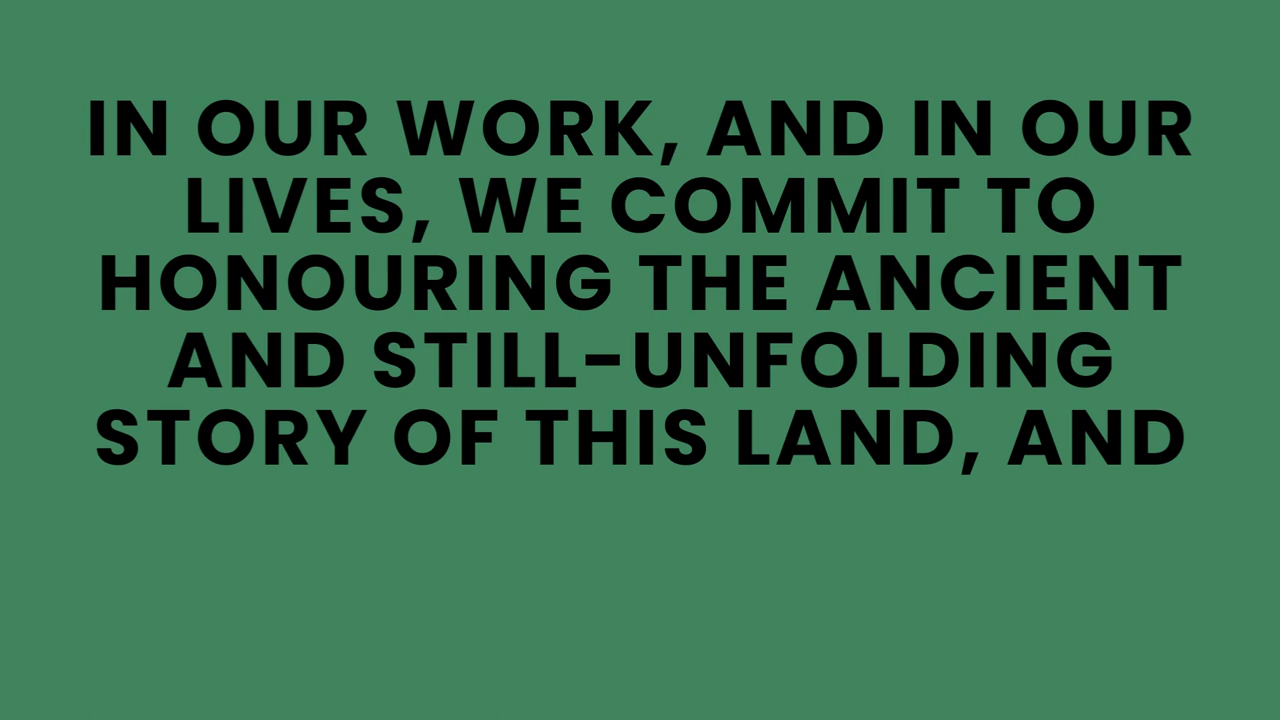 IN OUR WORK, AND IN OUR
LIVES, WE COMMIT TO
HONOURING THE ANCIENT
AND STILL-UNFOLDING
STORY OF THIS LAND, AND